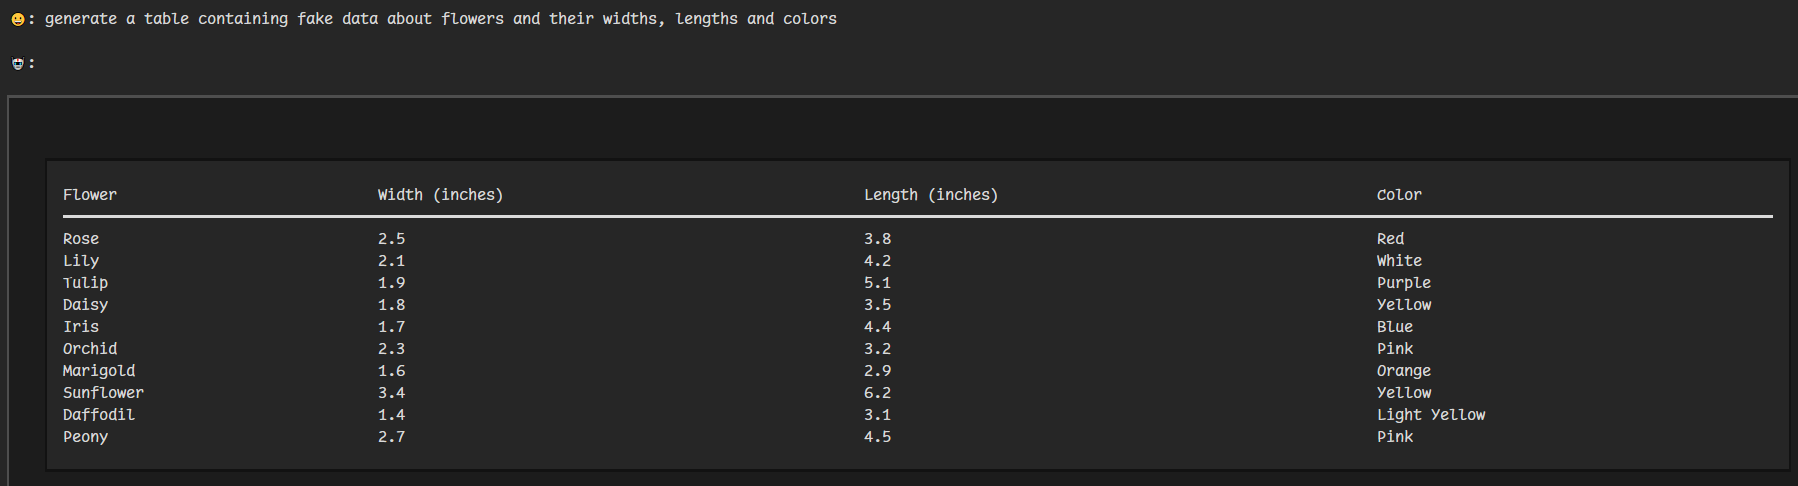 😀: generate a table containing fake data about flowers and their widths, lengths and colors
🤖:
Flower Width (inches) Length (inches) Color
Rose 2.5 3.8 Red
Lily 2.1 4.2 White
Tulip 1.9 5.1 Purple
Daisy 1.8 3.5 Yellow
Iris 1.7 4.4 Blue
Orchid 2.3 3.2 Pink
Marigold 1.6 2.9 Orange
Sunflower 3.4 6.2 Yellow
Daffodil 1.4 3.1 Light Yellow
Peony 2.7 4.5 Pink